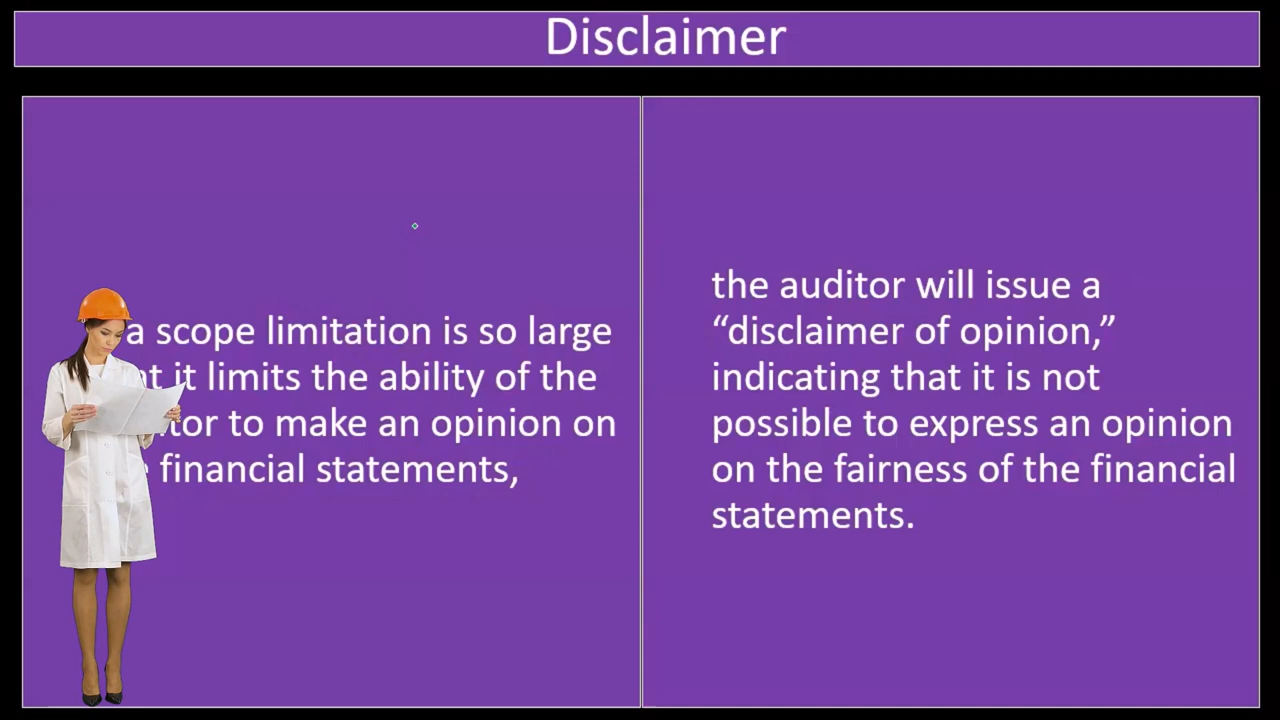 Disclaimer
a scope limitation is so large
it limits the ability of the
to make an opinion on
financial statements,
the auditor will issue a
“disclaimer of opinion,”
indicating that it is not
possible to express an opinion
on the fairness of the financial
statements.